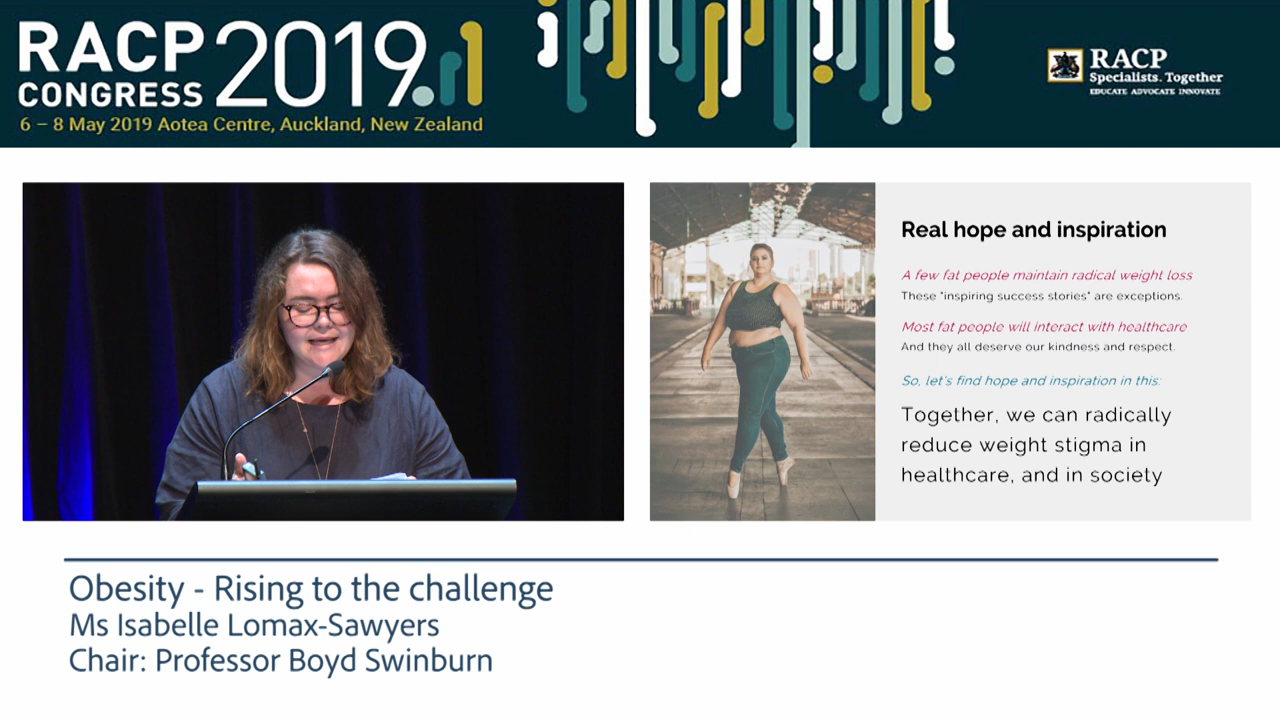 RACP
CONGRESS 2019
6 – 8 May 2019 Aotea Centre, Auckland, New Zealand
RACP
Specialists. Together
EDUCATE ADVOCATE INNOVATE
Real hope and inspiration
A few fat people maintain radical weight loss
These "inspiring success stories" are exceptions.
Most fat people will interact with healthcare
And they all deserve our kindness and respect.
So, let's find hope and inspiration in this:
Together, we can radically
reduce weight stigma in
healthcare, and in society
Obesity - Rising to the challenge
Ms Isabelle Lomax-Sawyers
Chair: Professor Boyd Swinburn